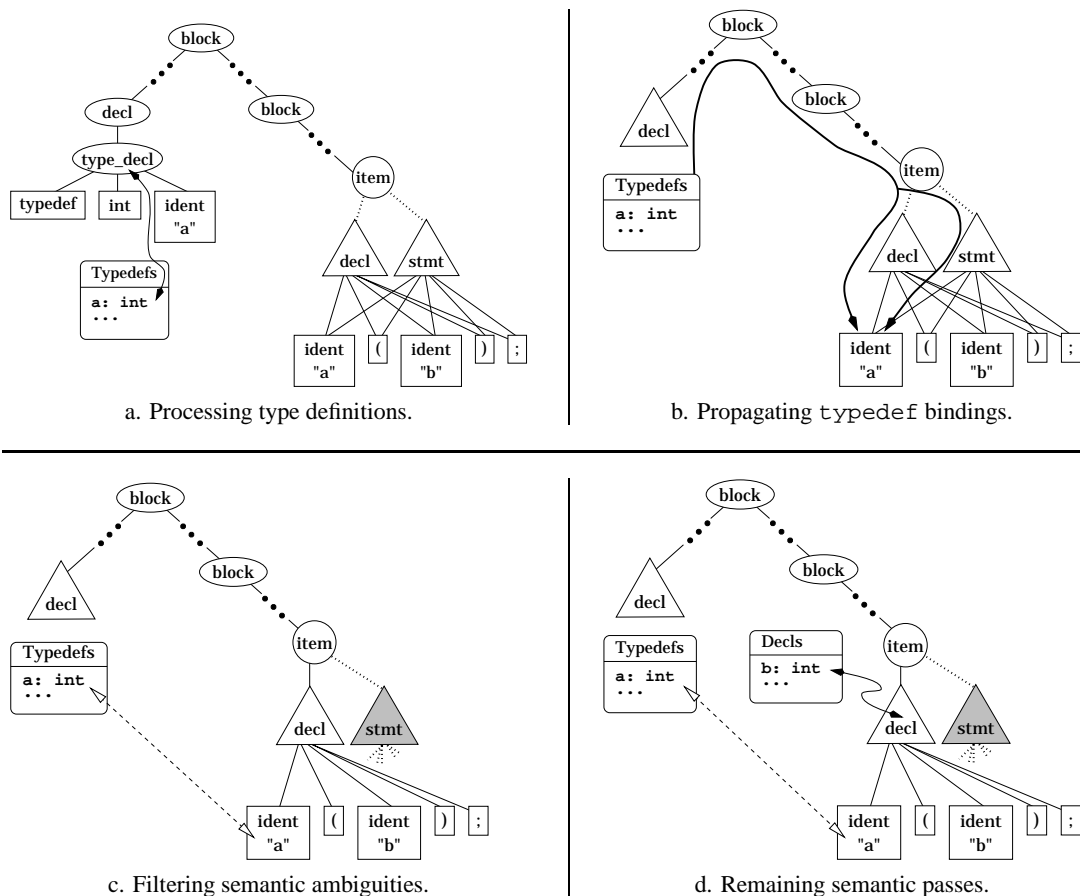 block
decl
block
type_decl
item
typedef
int
ident
"a"
Typedefs
a: int
...
decl
stmt
ident
"a"
(
ident
"b"
)
;
a. Processing type definitions.
block
block
decl
item
Typedefs
a: int
...
decl
stmt
ident
"a"
(
ident
"b"
)
;
b. Propagating typedef bindings.
block
block
decl
item
Typedefs
a: int
...
decl
stmt
ident
"a"
(
ident
"b"
)
;
c. Filtering semantic ambiguities.
block
block
decl
Typedefs
a: int
...
Decls
b: int
...
item
decl
stmt
ident
"a"
(
ident
"b"
)
;
d. Remaining semantic passes.